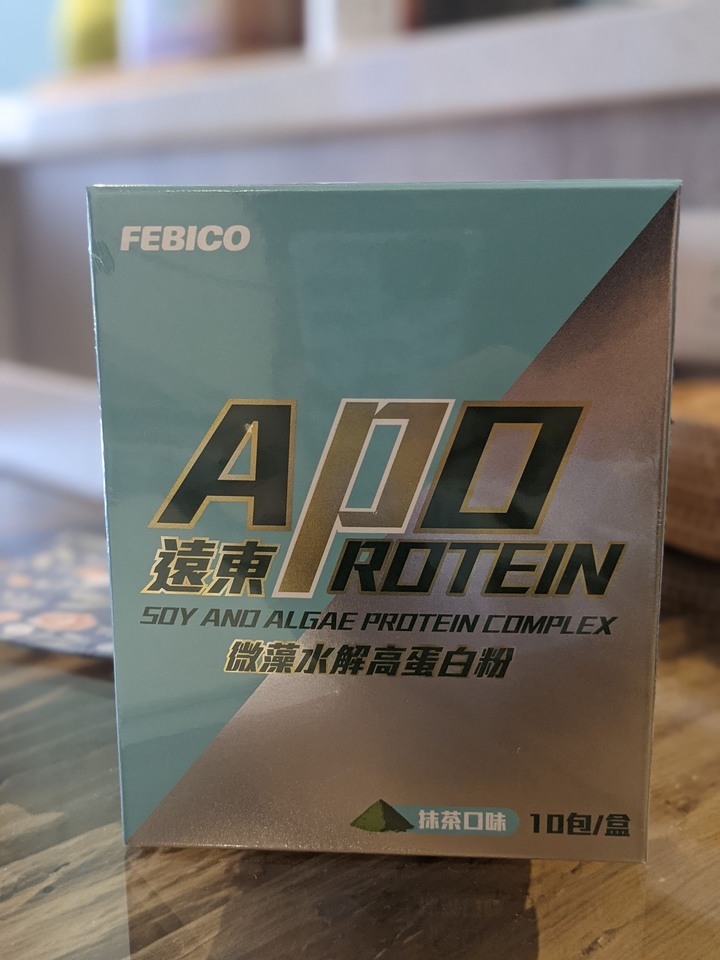 FEBICO
APO
遠東 PROTEIN
SOY AND ALGAE PROTEIN COMPLEX
微藻水解高蛋白粉
抹茶口味 10包/盒